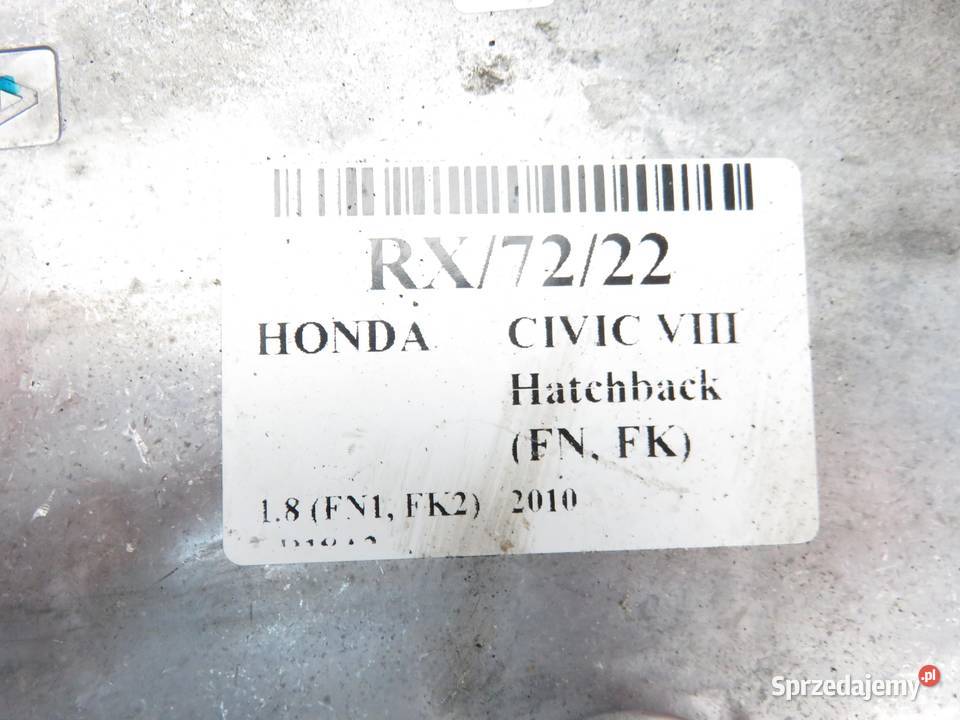 RX/72/22
HONDA CIVIC VIII
Hatchback
(FN, FK)
1.8 (FN1, FK2) 2010
Sprzedajemy.pl